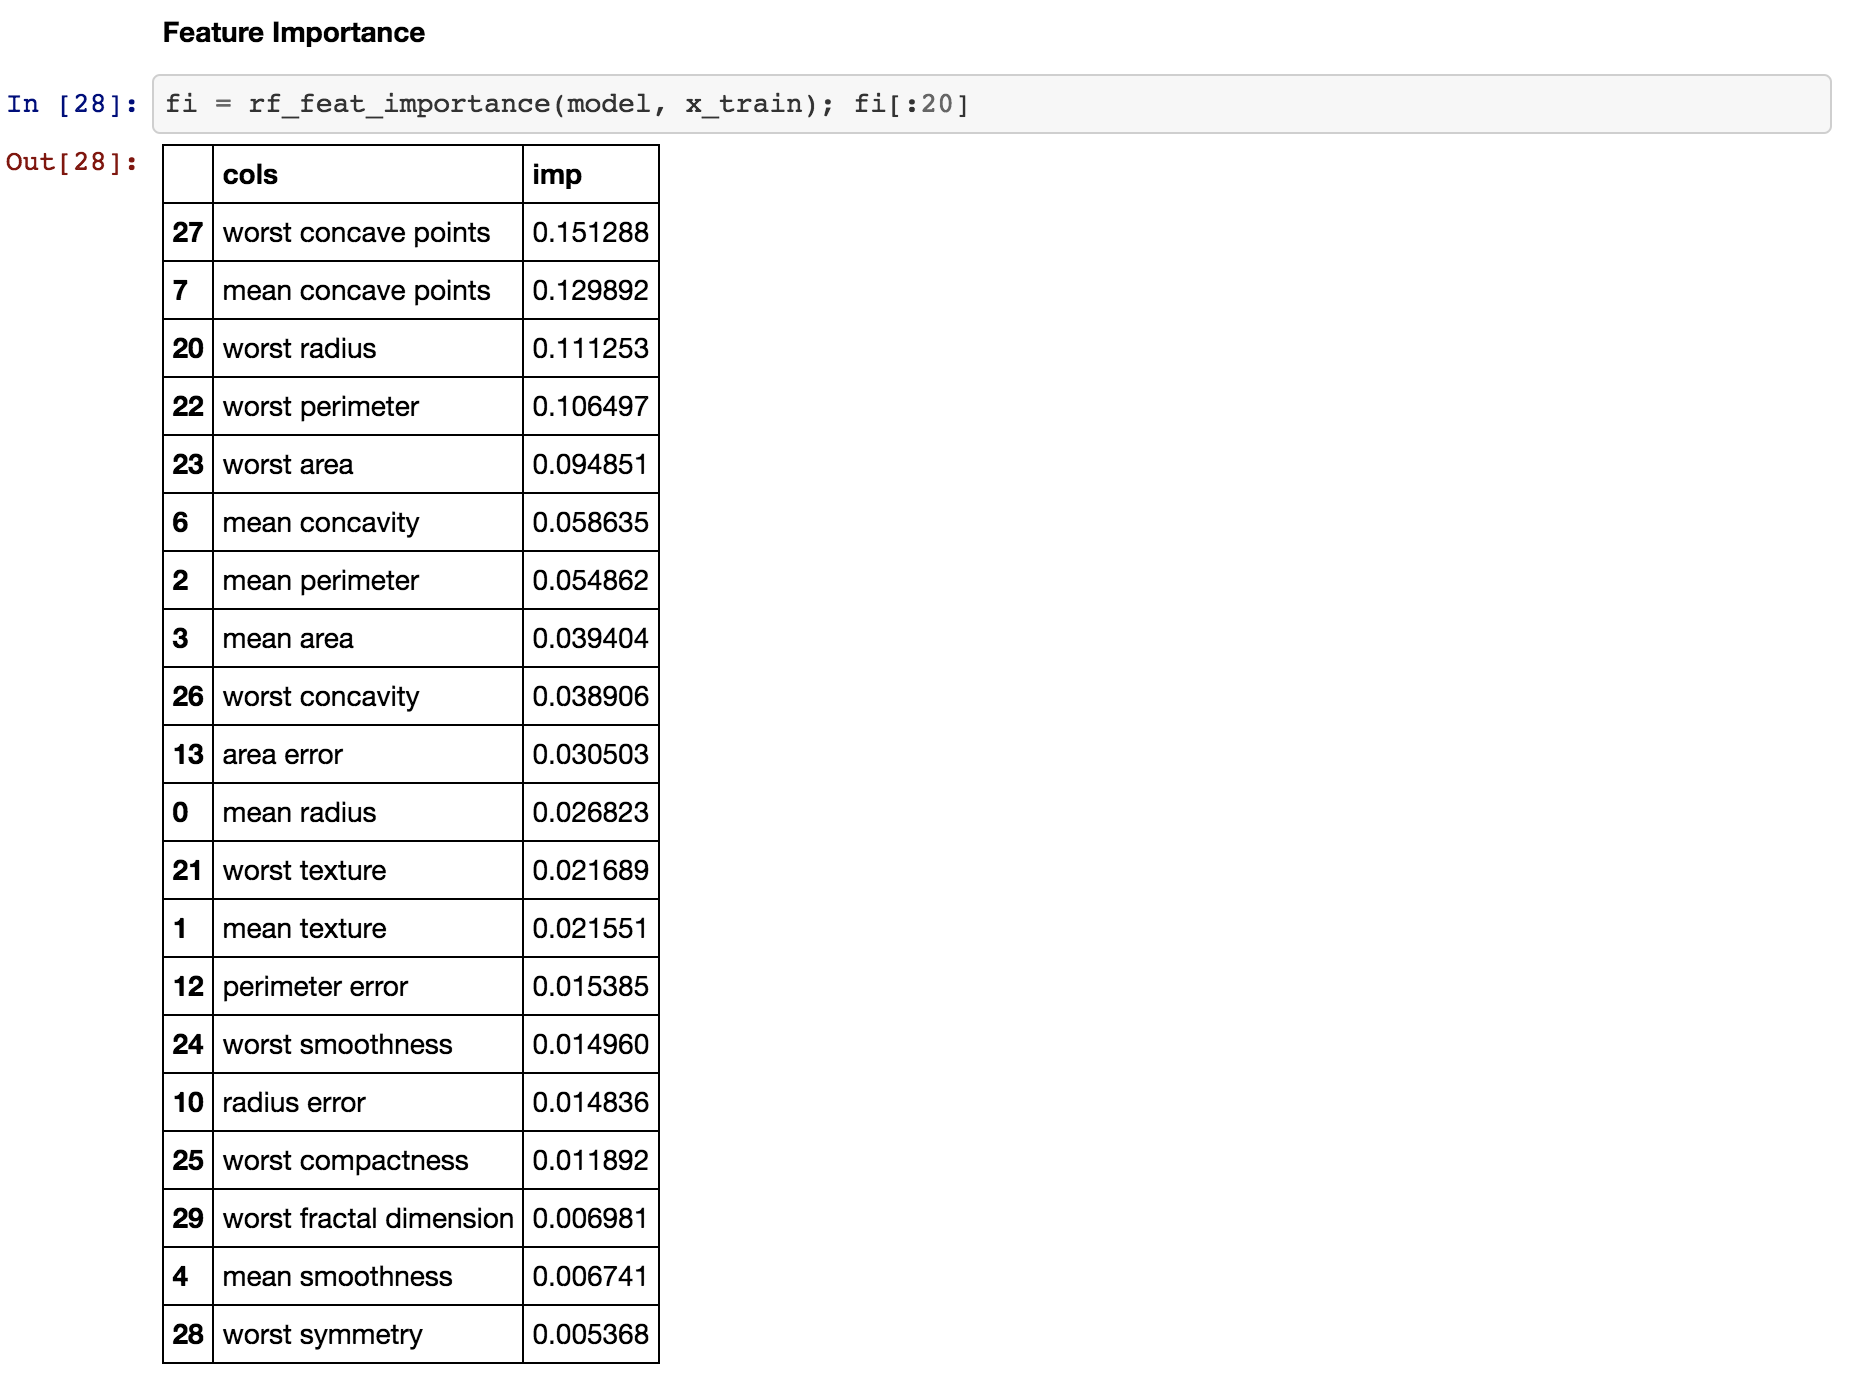 Feature Importance
In [28]: fi = rf_feat_importance(model, x_train); fi[:20]
Out[28]:
cols imp
27 worst concave points 0.151288
7 mean concave points 0.129892
20 worst radius 0.111253
22 worst perimeter 0.106497
23 worst area 0.094851
6 mean concavity 0.058635
2 mean perimeter 0.054862
3 mean area 0.039404
26 worst concavity 0.038906
13 area error 0.030503
0 mean radius 0.026823
21 worst texture 0.021689
1 mean texture 0.021551
12 perimeter error 0.015385
24 worst smoothness 0.014960
10 radius error 0.014836
25 worst compactness 0.011892
29 worst fractal dimension 0.006981
4 mean smoothness 0.006741
28 worst symmetry 0.005368